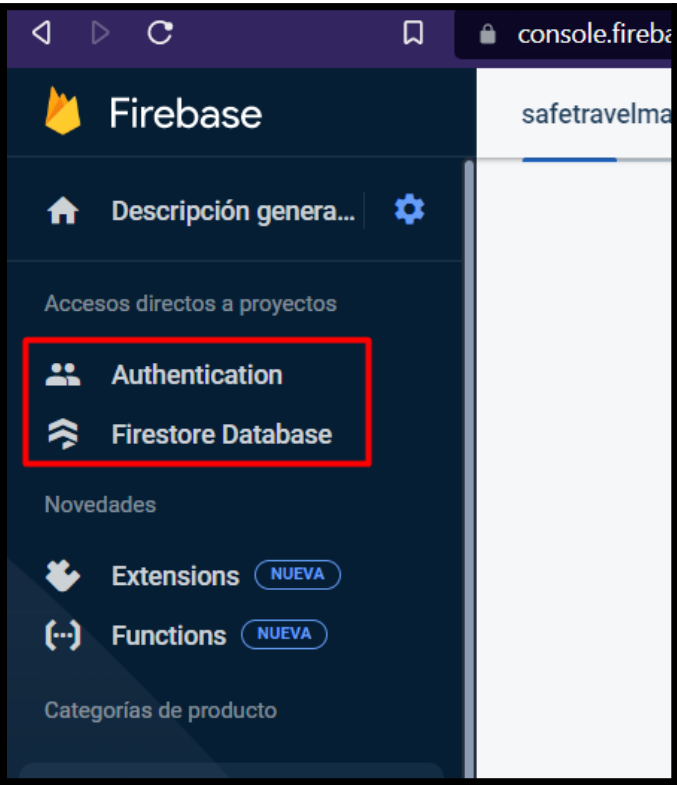 console.fireba
Firebase
safetravelma
Descripción genera...
Accesos directos a proyectos
Authentication
Firestore Database
Novedades
Extensions NUEVA
Functions NUEVA
Categorías de producto